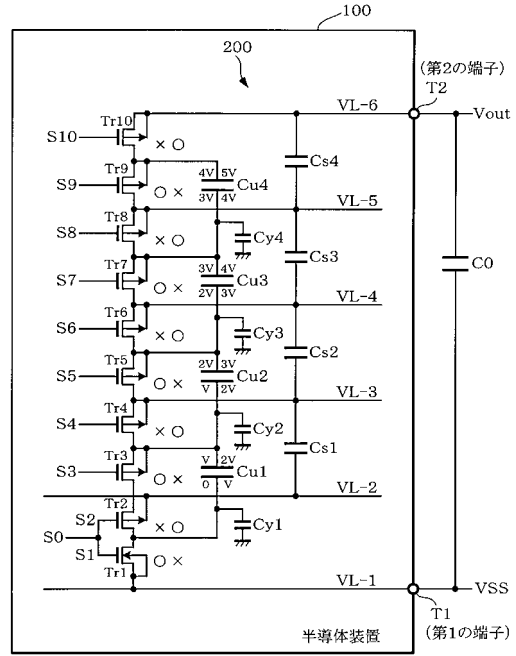 100
200
(第2の端子)
T2
VL-6
Vout
Tr10
S10
× ○
Cs4
Tr9
4V 5V
S9
3V 4V
Cu4
○ ×
VL-5
Tr8
S8
× ○
Cy4
Cs3
C0
Tr7
3V 4V
S7
2V 3V
Cu3
○ ×
VL-4
Tr6
S6
× ○
Cy3
Cs2
Tr5
2V 3V
S5
V 2V
Cu2
○ ×
VL-3
Tr4
S4
× ○
Cy2
Cs1
Tr3
V 2V
S3
0 V
Cu1
○ ×
VL-2
Tr2
S2
× ○
Cy1
S0
S1
○ ×
Tr1
VL-1
VSS
T1
(第1の端子)
半導体装置